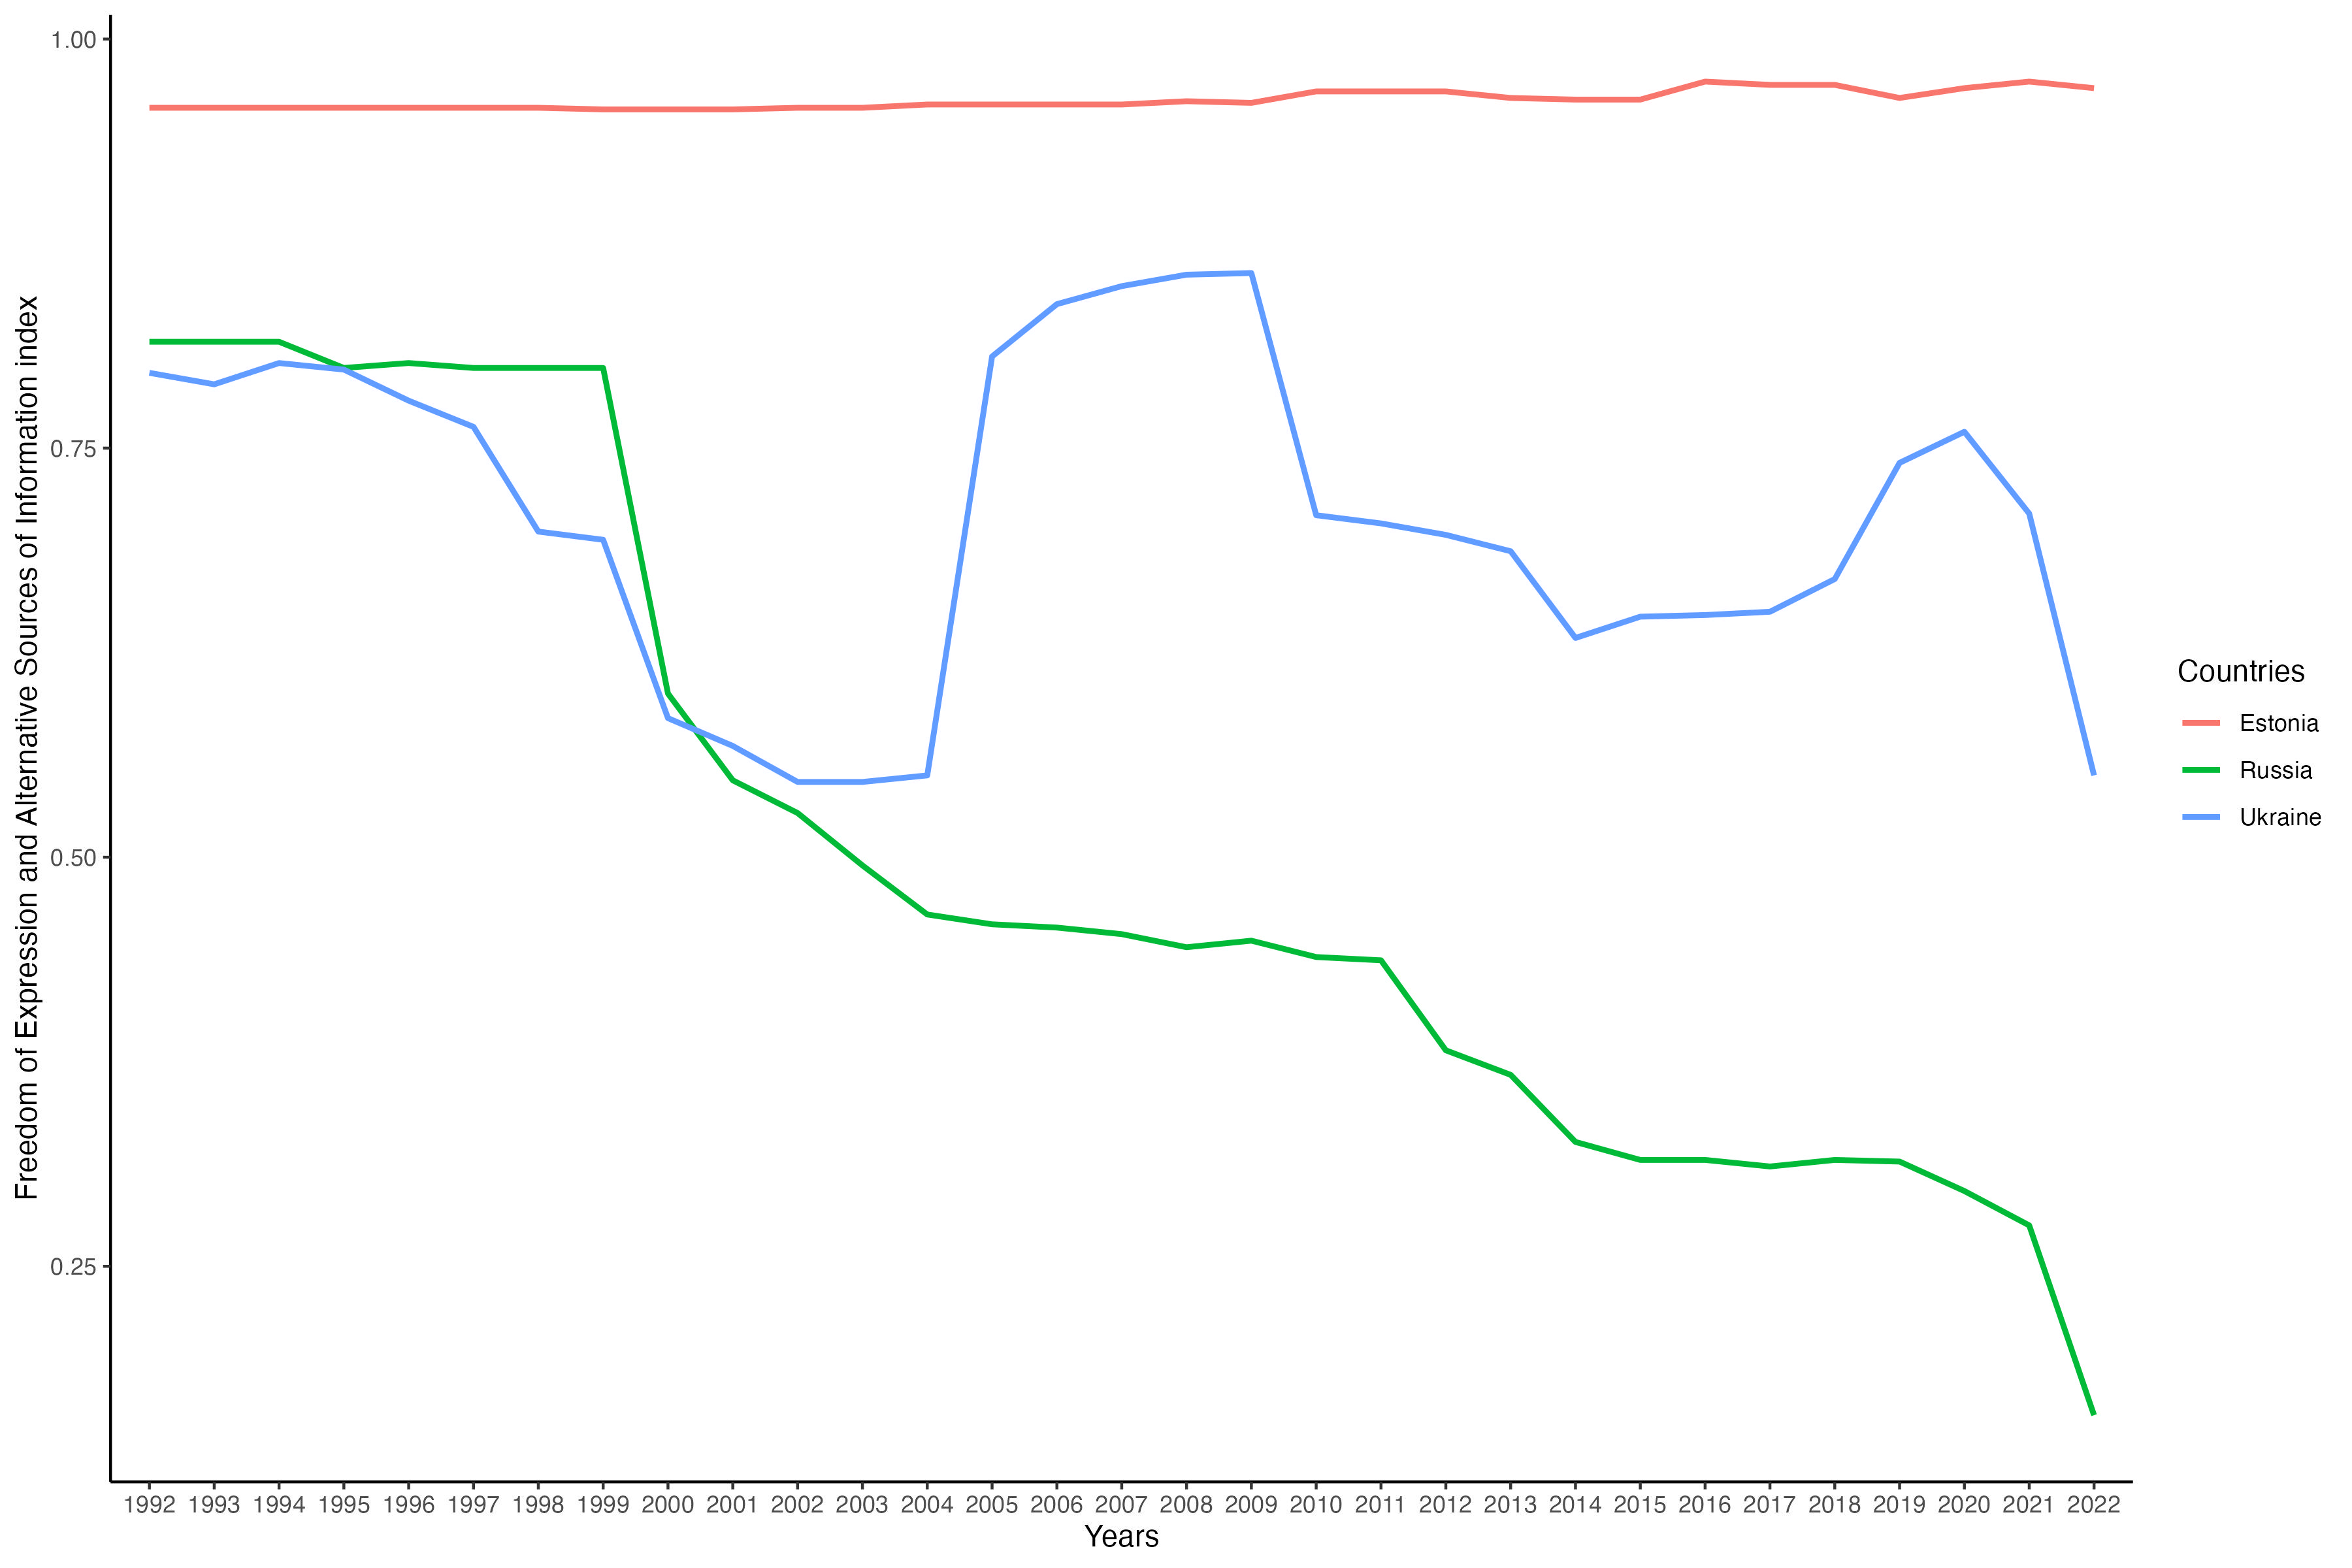 Freedom of Expression and Alternative Sources of Information index
1.00
0.75
0.50
0.25
1992 1993 1994 1995 1996 1997 1998 1999 2000 2001 2002 2003 2004 2005 2006 2007 2008 2009 2010 2011 2012 2013 2014 2015 2016 2017 2018 2019 2020 2021 2022
Years
Countries
Estonia
Russia
Ukraine